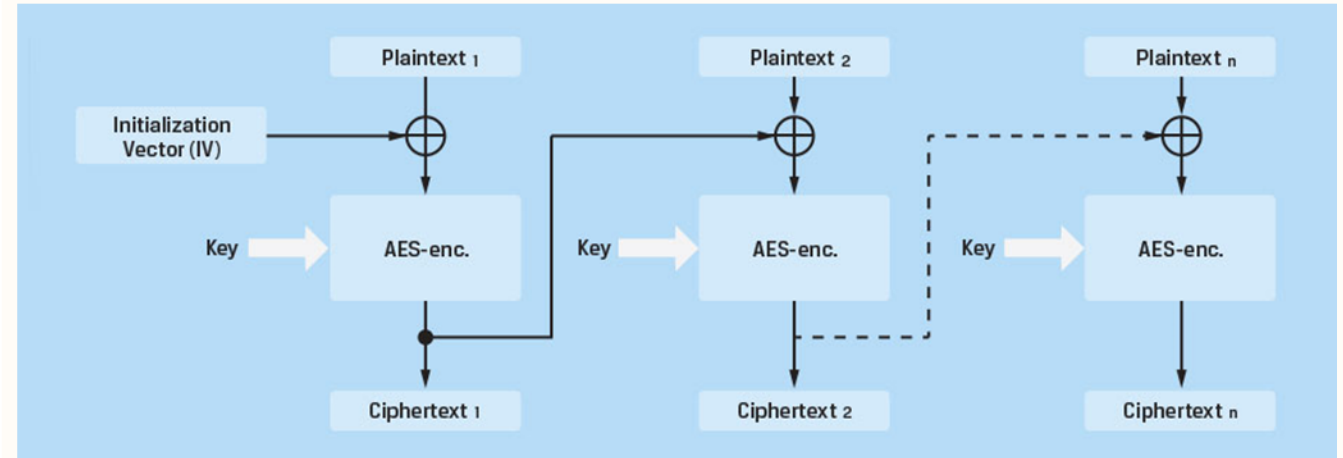 Plaintext 1
Plaintext 2
Plaintext n
Initialization
Vector (IV)
Key
AES-enc.
Key
AES-enc.
Key
AES-enc.
Ciphertext 1
Ciphertext 2
Ciphertext n